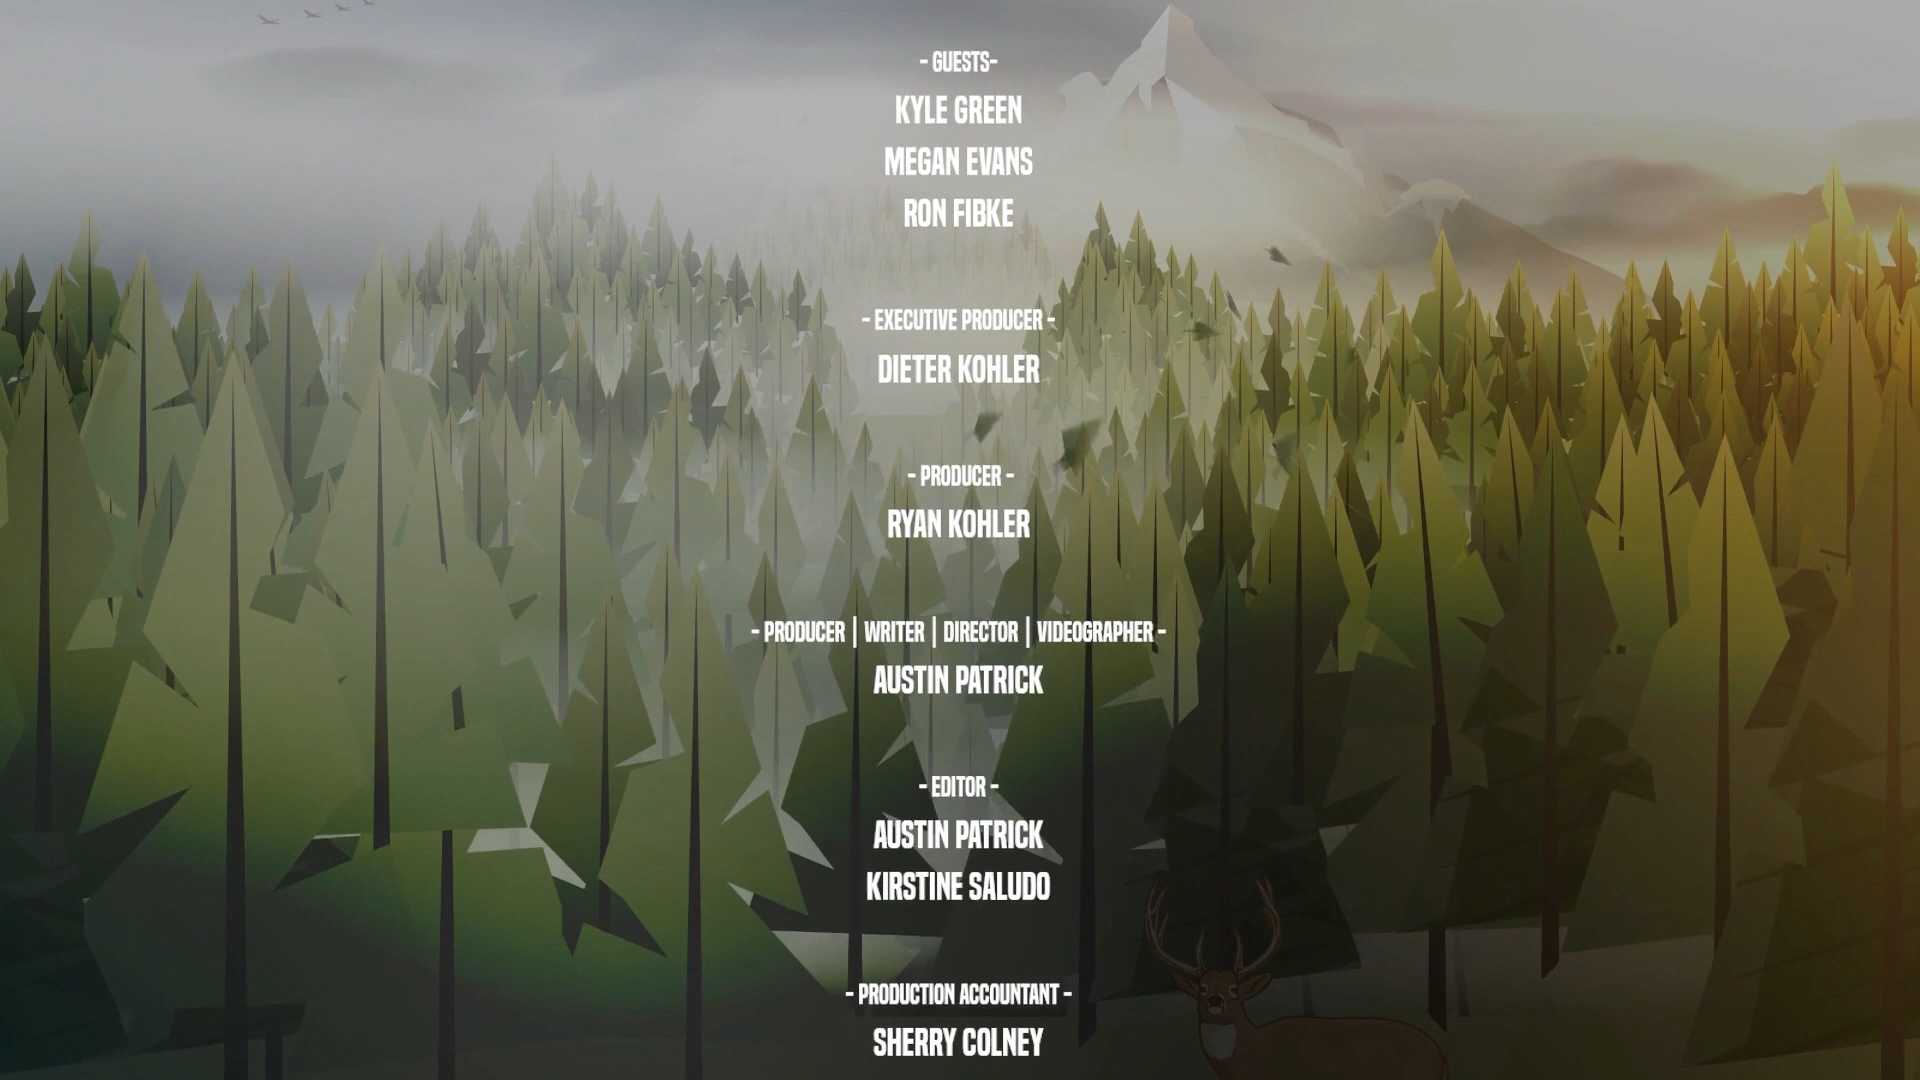 - GUESTS-
KYLE GREEN
MEGAN EVANS
RON FIBKE
- EXECUTIVE PRODUCER -
DIETER KOHLER
- PRODUCER -
RYAN KOHLER
- PRODUCER | WRITER | DIRECTOR | VIDEOGRAPHER -
AUSTIN PATRICK
- EDITOR -
AUSTIN PATRICK
KIRSTINE SALUDO
- PRODUCTION ACCOUNTANT -
SHERRY COLNEY